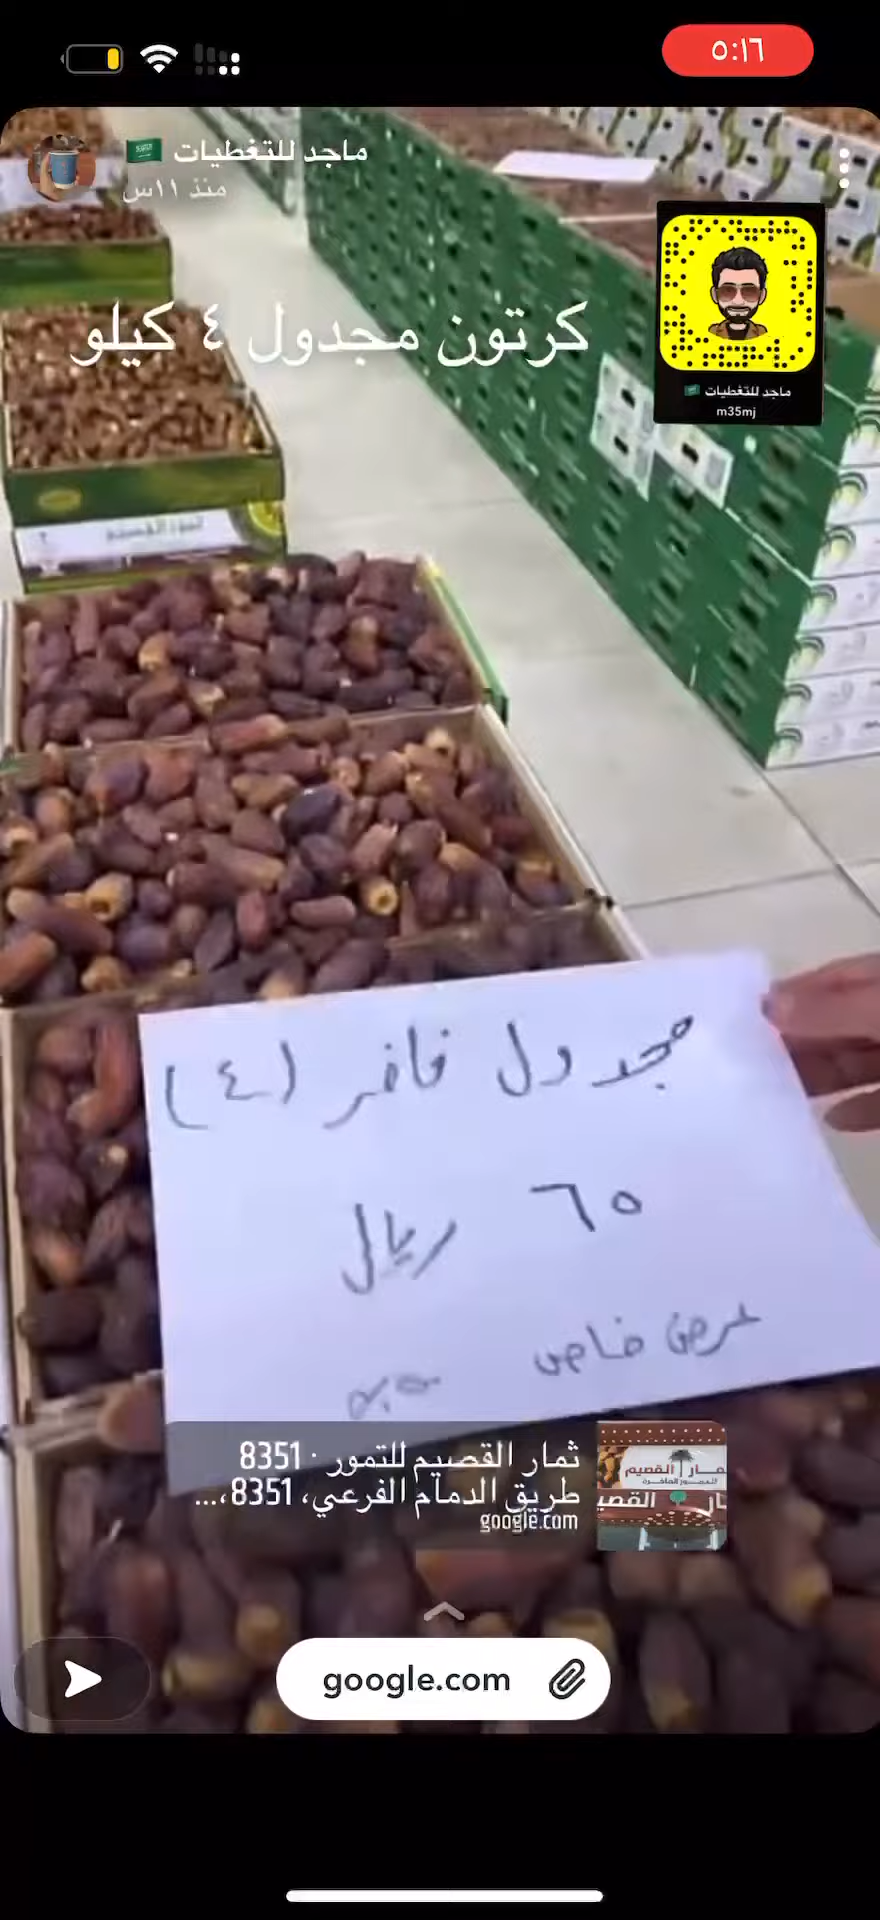 ٥:١٦
ماجد للتغطيات
منذ ١١س
كرتون مجدول ٤ كيلو
ماجد للتغطيات
m35mj
مجدول فاخر (٤)
٦٥ ريال
عرض خاص
ثمار القصيم للتمور · 8351
طريق الدمام الفرعي، 8351،...
google.com
google.com